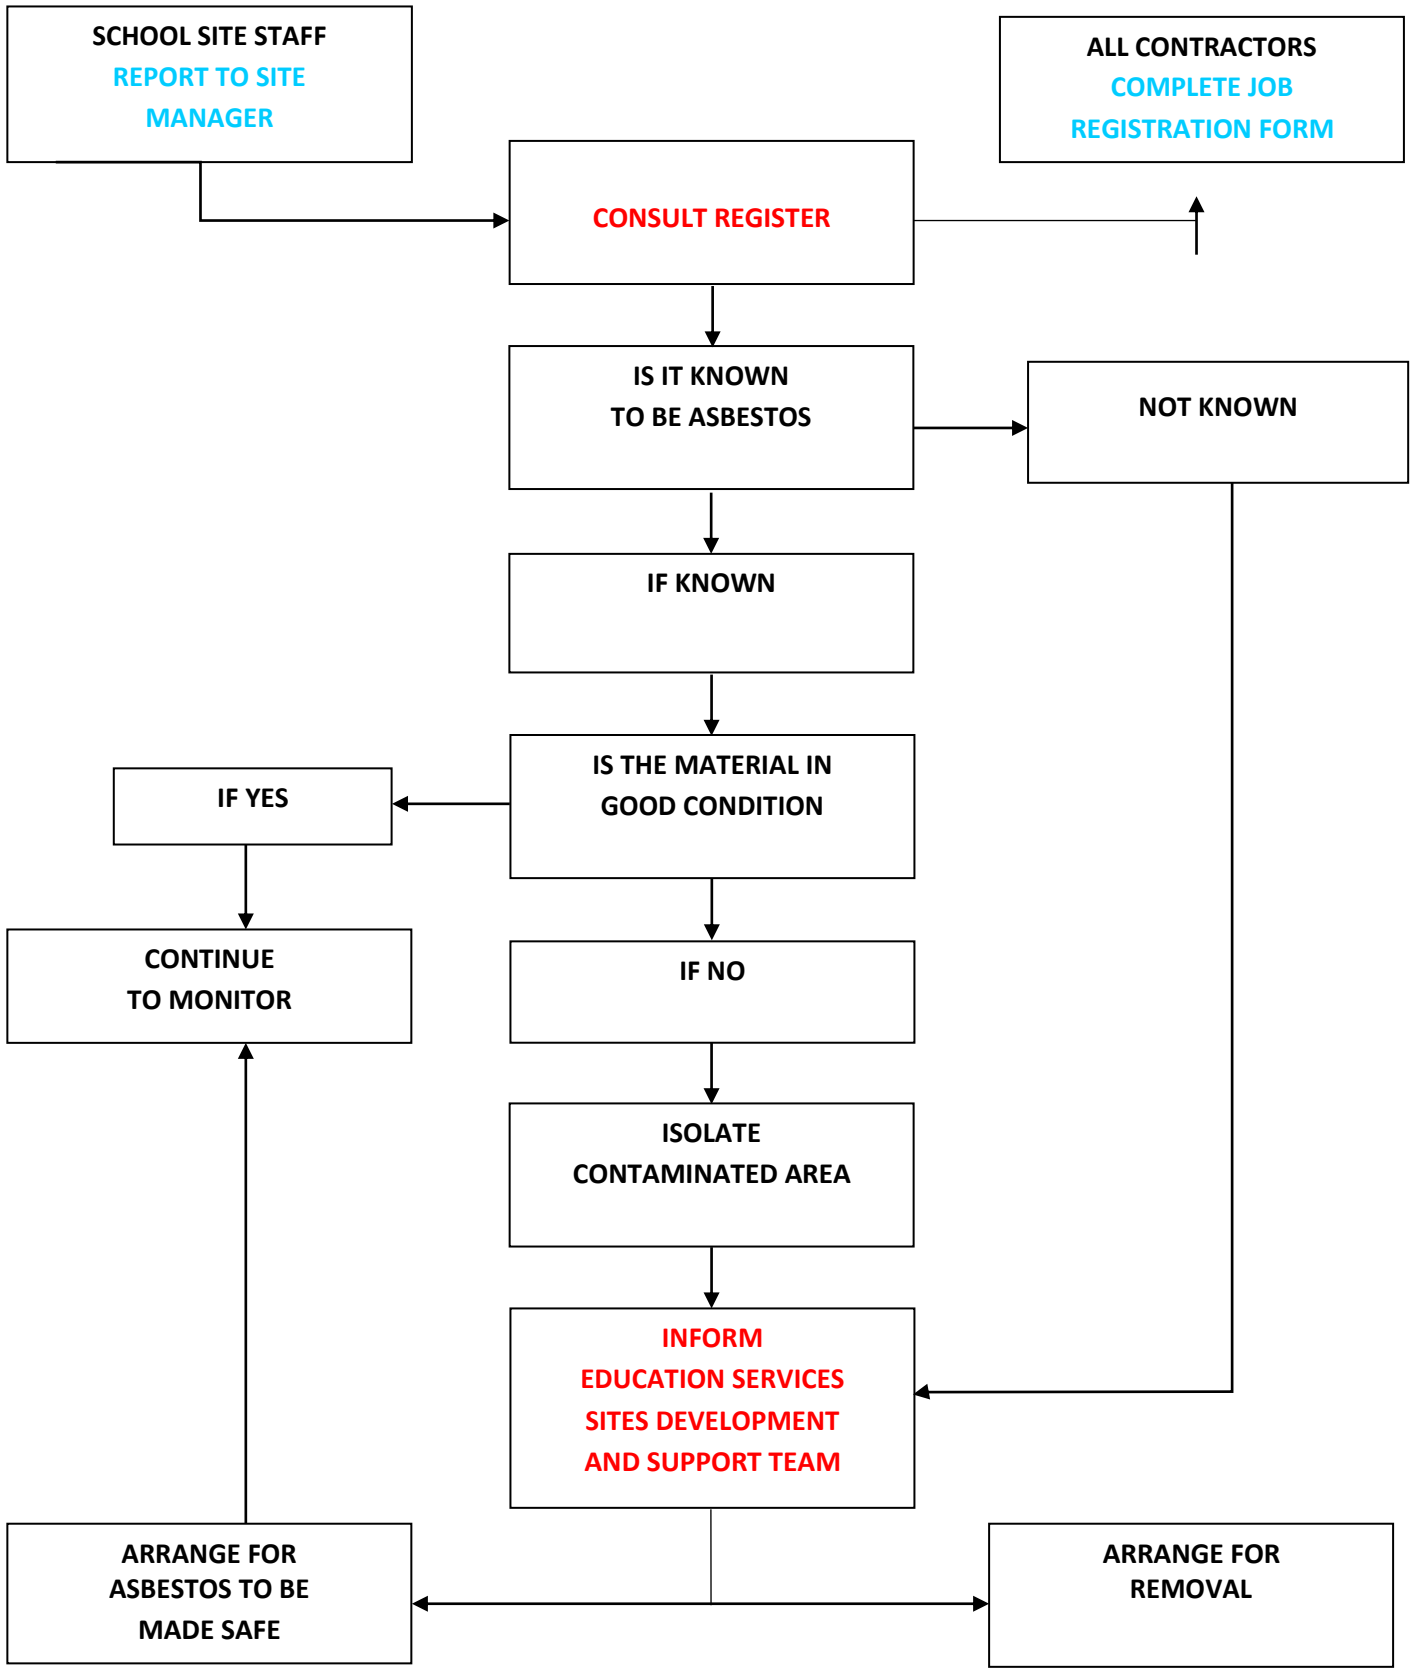 SCHOOL SITE STAFF
REPORT TO SITE
MANAGER
ALL CONTRACTORS
COMPLETE JOB
REGISTRATION FORM
CONSULT REGISTER
IS IT KNOWN
TO BE ASBESTOS
NOT KNOWN
IF KNOWN
IS THE MATERIAL IN
GOOD CONDITION
IF YES
CONTINUE
TO MONITOR
IF NO
ISOLATE
CONTAMINATED AREA
INFORM
EDUCATION SERVICES
SITES DEVELOPMENT
AND SUPPORT TEAM
ARRANGE FOR
ASBESTOS TO BE
MADE SAFE
ARRANGE FOR
REMOVAL